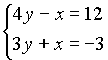 4y − x = 12
3y + x = −3